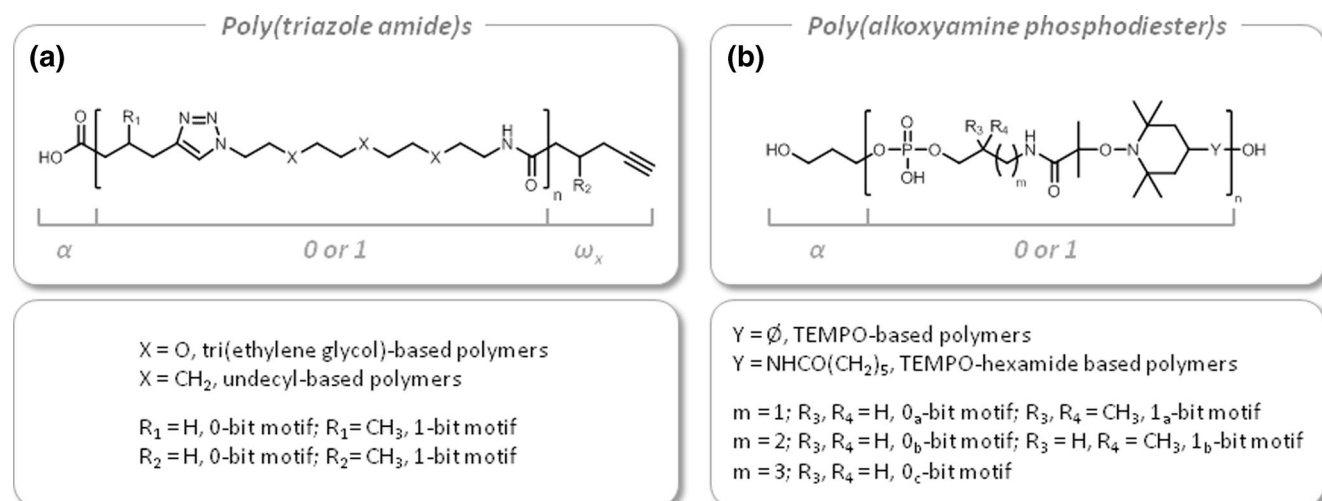 Poly(triazole amide)s
(a)
HO
O
R₁
N
N
N
X
X
X
H
N
O
n
R₂
α
0 or 1
ωₓ
X = O, tri(ethylene glycol)-based polymers
X = CH₂, undecyl-based polymers
R₁ = H, 0-bit motif; R₁= CH₃, 1-bit motif
R₂ = H, 0-bit motif; R₂= CH₃, 1-bit motif
Poly(alkoxyamine phosphodiester)s
(b)
HO
O
O
P
OH
O
R₃ R₄
m
H
N
O
O
N
Y
OH
n
α
0 or 1
Y = Ø, TEMPO-based polymers
Y = NHCO(CH₂)₅, TEMPO-hexamide based polymers
m = 1; R₃, R₄ = H, 0ₐ-bit motif; R₃, R₄ = CH₃, 1ₐ-bit motif
m = 2; R₃, R₄ = H, 0_b-bit motif; R₃ = H, R₄ = CH₃, 1_b-bit motif
m = 3; R₃, R₄ = H, 0_c-bit motif